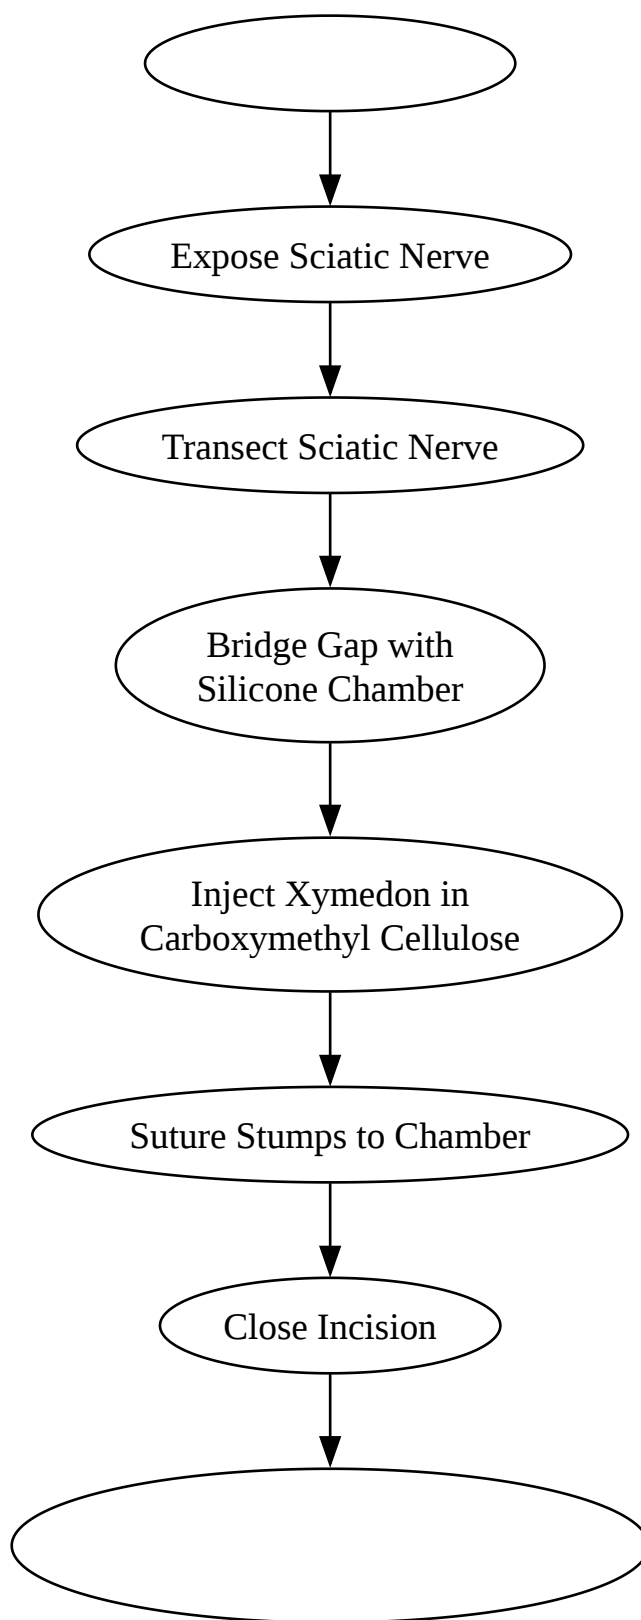 Expose Sciatic Nerve
Transect Sciatic Nerve
Bridge Gap with
Silicone Chamber
Inject Xymedon in
Carboxymethyl Cellulose
Suture Stumps to Chamber
Close Incision